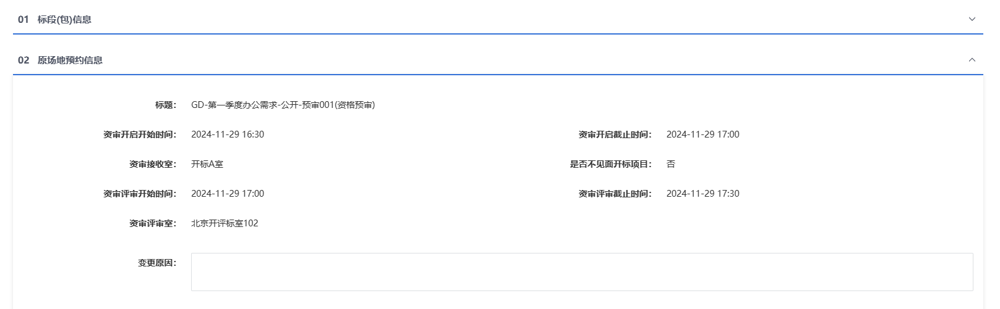 01 标段(包)信息
02 原场地预约信息
标题： GD-第一季度办公需求-公开-预审001(资格预审)
资审开启开始时间： 2024-11-29 16:30 资审开启截止时间： 2024-11-29 17:00
资审接收室： 开标A室 是否不见面开标项目： 否
资审评审开始时间： 2024-11-29 17:00 资审评审截止时间： 2024-11-29 17:30
资审评审室： 北京开评标室102
变更原因：